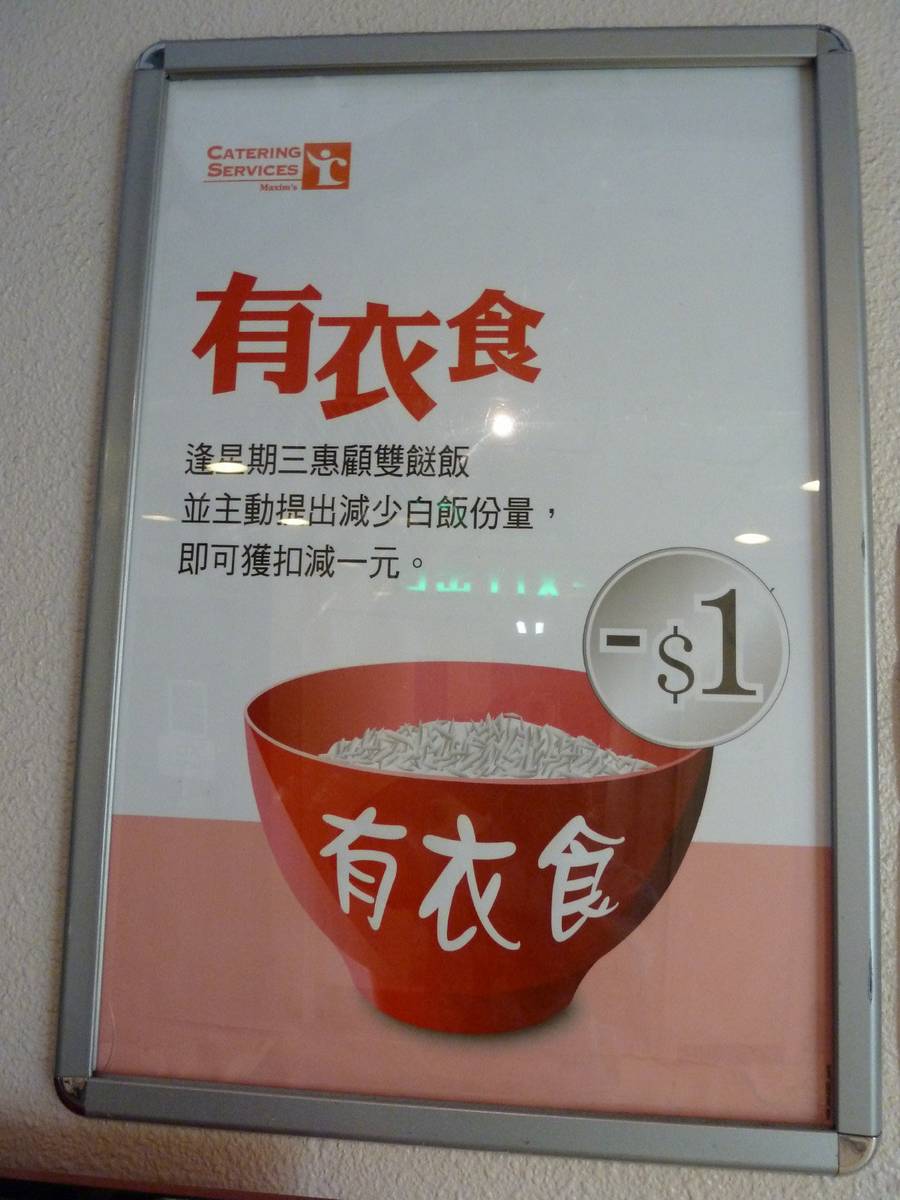 CATERING
SERVICES
Maxim's
有衣食
逢星期三惠顧雙餸飯
並主動提出減少白飯份量，
即可獲扣減一元。
-$1
有衣食